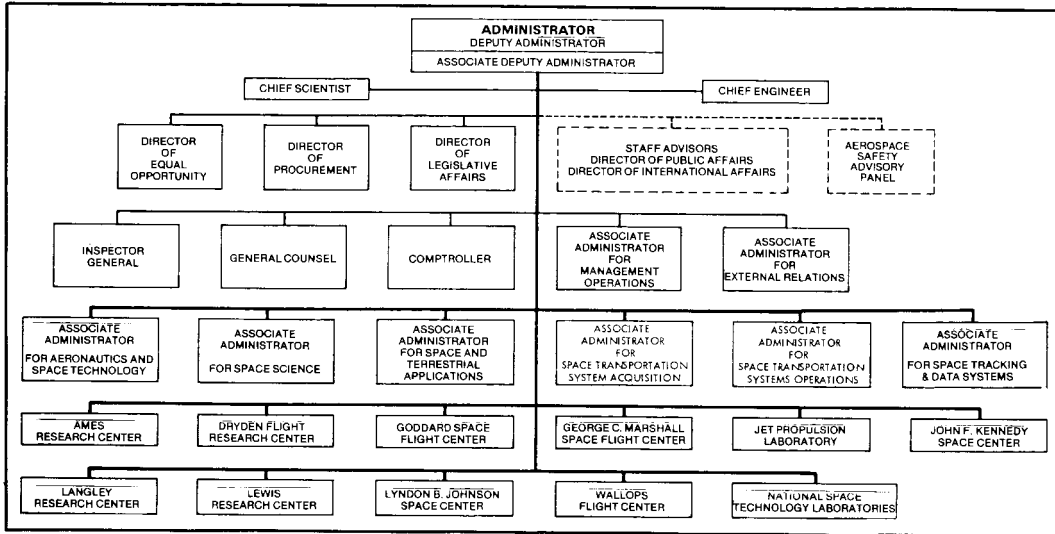 ADMINISTRATOR
DEPUTY ADMINISTRATOR
ASSOCIATE DEPUTY ADMINISTRATOR
CHIEF SCIENTIST
CHIEF ENGINEER
DIRECTOR
OF
EQUAL
OPPORTUNITY
DIRECTOR
OF
PROCUREMENT
DIRECTOR
OF
LEGISLATIVE
AFFAIRS
STAFF ADVISORS
DIRECTOR OF PUBLIC AFFAIRS
DIRECTOR OF INTERNATIONAL AFFAIRS
AEROSPACE
SAFETY
ADVISORY
PANEL
INSPECTOR
GENERAL
GENERAL COUNSEL
COMPTROLLER
ASSOCIATE
ADMINISTRATOR
FOR
MANAGEMENT
OPERATIONS
ASSOCIATE
ADMINISTRATOR
FOR
EXTERNAL RELATIONS
ASSOCIATE
ADMINISTRATOR
FOR AERONAUTICS AND
SPACE TECHNOLOGY
ASSOCIATE
ADMINISTRATOR
FOR SPACE SCIENCE
ASSOCIATE
ADMINISTRATOR
FOR SPACE AND
TERRESTRIAL
APPLICATIONS
ASSOCIATE
ADMINISTRATOR
FOR
SPACE TRANSPORTATION
SYSTEM ACQUISITION
ASSOCIATE
ADMINISTRATOR
FOR
SPACE TRANSPORTATION
SYSTEMS OPERATIONS
ASSOCIATE
ADMINISTRATOR
FOR SPACE TRACKING
& DATA SYSTEMS
AMES
RESEARCH CENTER
DRYDEN FLIGHT
RESEARCH CENTER
GODDARD SPACE
FLIGHT CENTER
GEORGE C. MARSHALL
SPACE FLIGHT CENTER
JET PROPULSION
LABORATORY
JOHN F. KENNEDY
SPACE CENTER
LANGLEY
RESEARCH CENTER
LEWIS
RESEARCH CENTER
LYNDON B. JOHNSON
SPACE CENTER
WALLOPS
FLIGHT CENTER
NATIONAL SPACE
TECHNOLOGY LABORATORIES